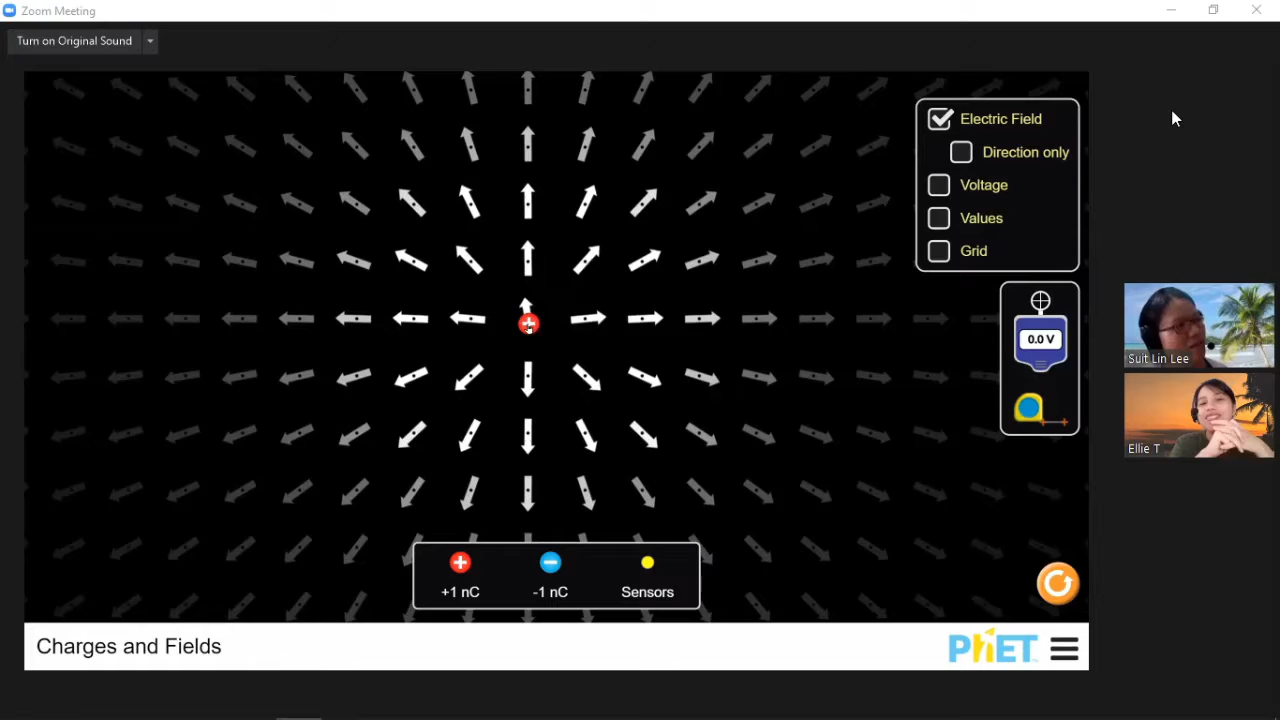 Zoom Meeting
Turn on Original Sound
Electric Field
Direction only
Voltage
Values
Grid
0.0 V
Suit Lin Lee
Ellie T
+1 nC
-1 nC
Sensors
Charges and Fields
PhET